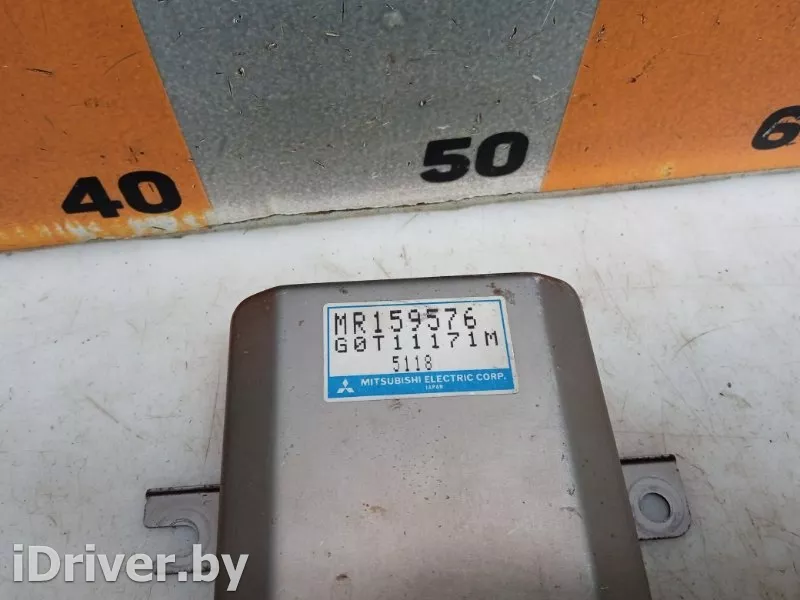 40 50 6
MR159576
G0T11171M
5118
MITSUBISHI ELECTRIC CORP.
JAPAN
iDriver.by